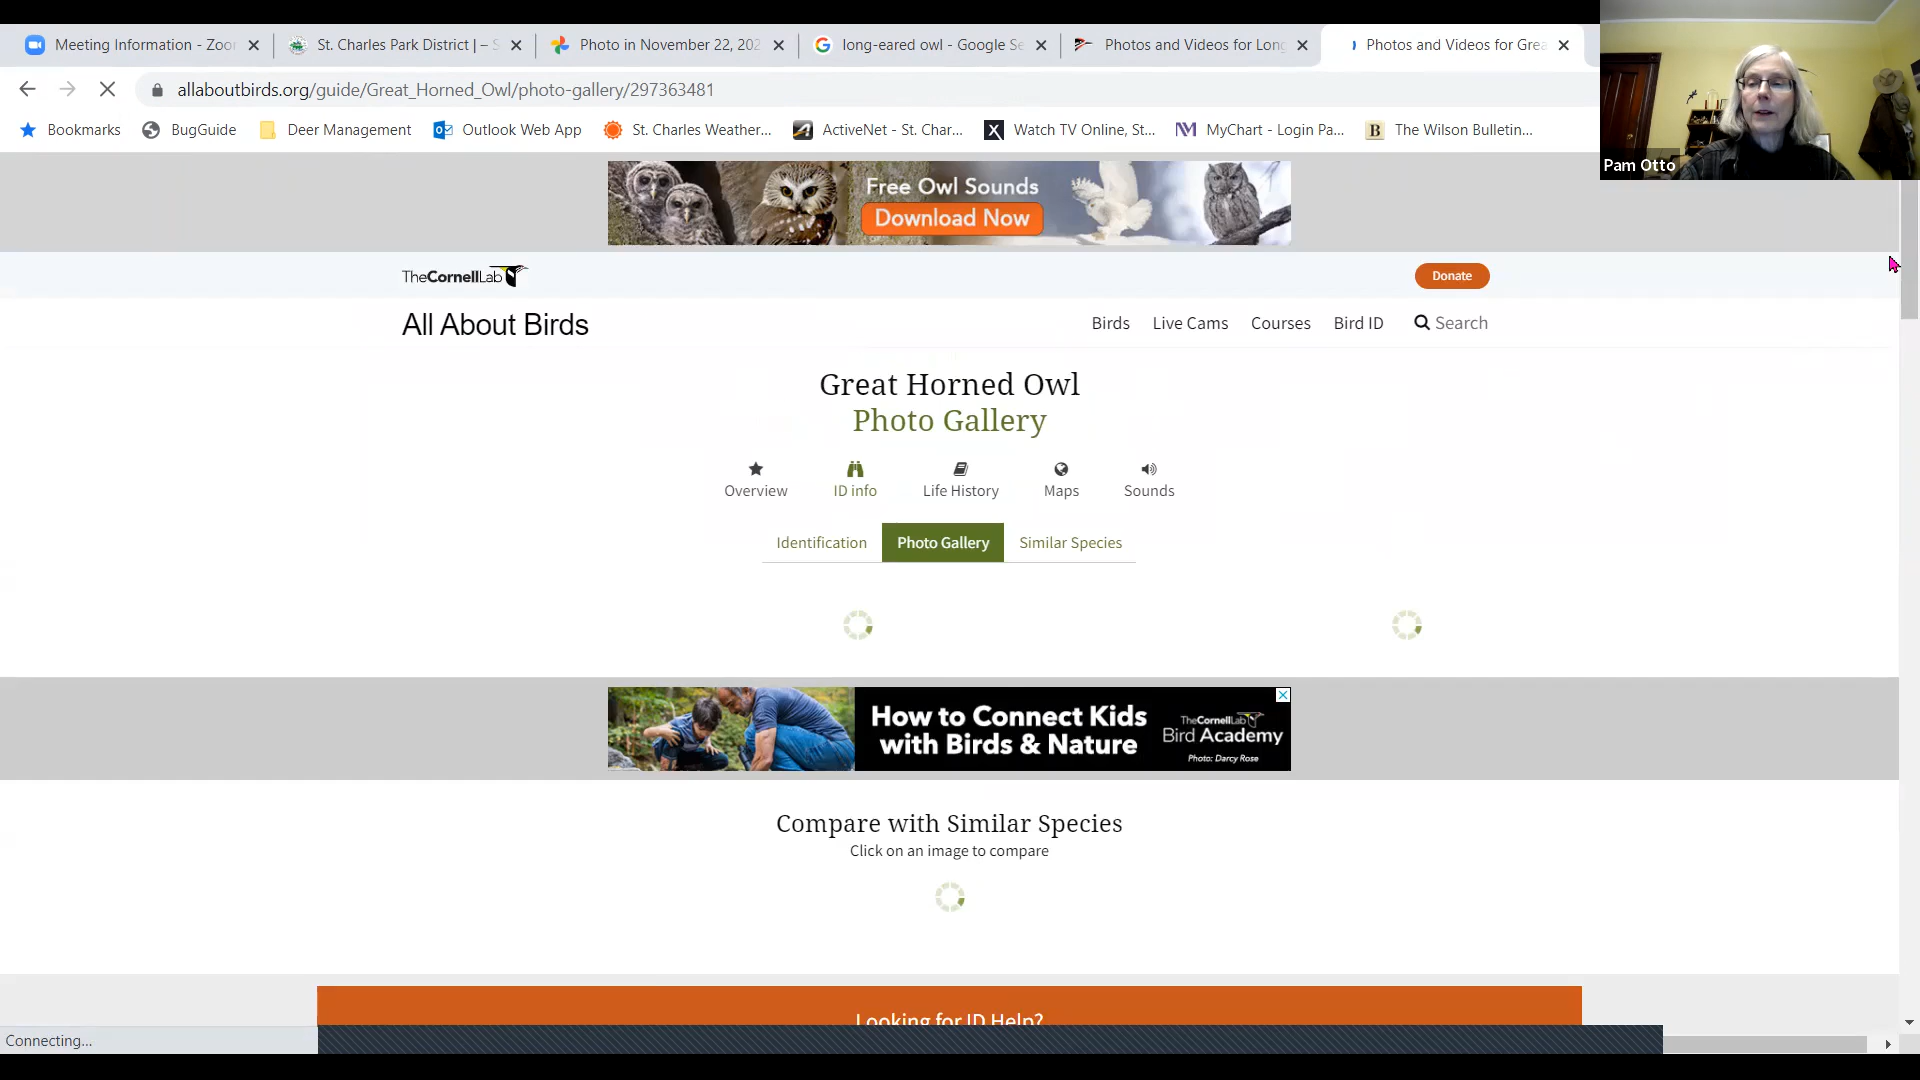 Meeting Information - Zoo
St. Charles Park District | – S
Photo in November 22, 202
long-eared owl - Google Se
Photos and Videos for Lon
Photos and Videos for Grea
allaboutbirds.org/guide/Great_Horned_Owl/photo-gallery/297363481
Bookmarks
BugGuide
Deer Management
Outlook Web App
St. Charles Weather...
ActiveNet - St. Char...
Watch TV Online, St...
MyChart - Login Pa...
B
The Wilson Bulletin...
Pam Otto
Free Owl Sounds
Download Now
TheCornellLab
Donate
All About Birds
Birds
Live Cams
Courses
Bird ID
Search
Great Horned Owl
Photo Gallery
Overview
ID info
Life History
Maps
Sounds
Identification
Photo Gallery
Similar Species
How to Connect Kids
with Birds & Nature
TheCornellLab
Bird Academy
Photo: Darcy Rose
Compare with Similar Species
Click on an image to compare
Looking for ID Help?
Connecting...